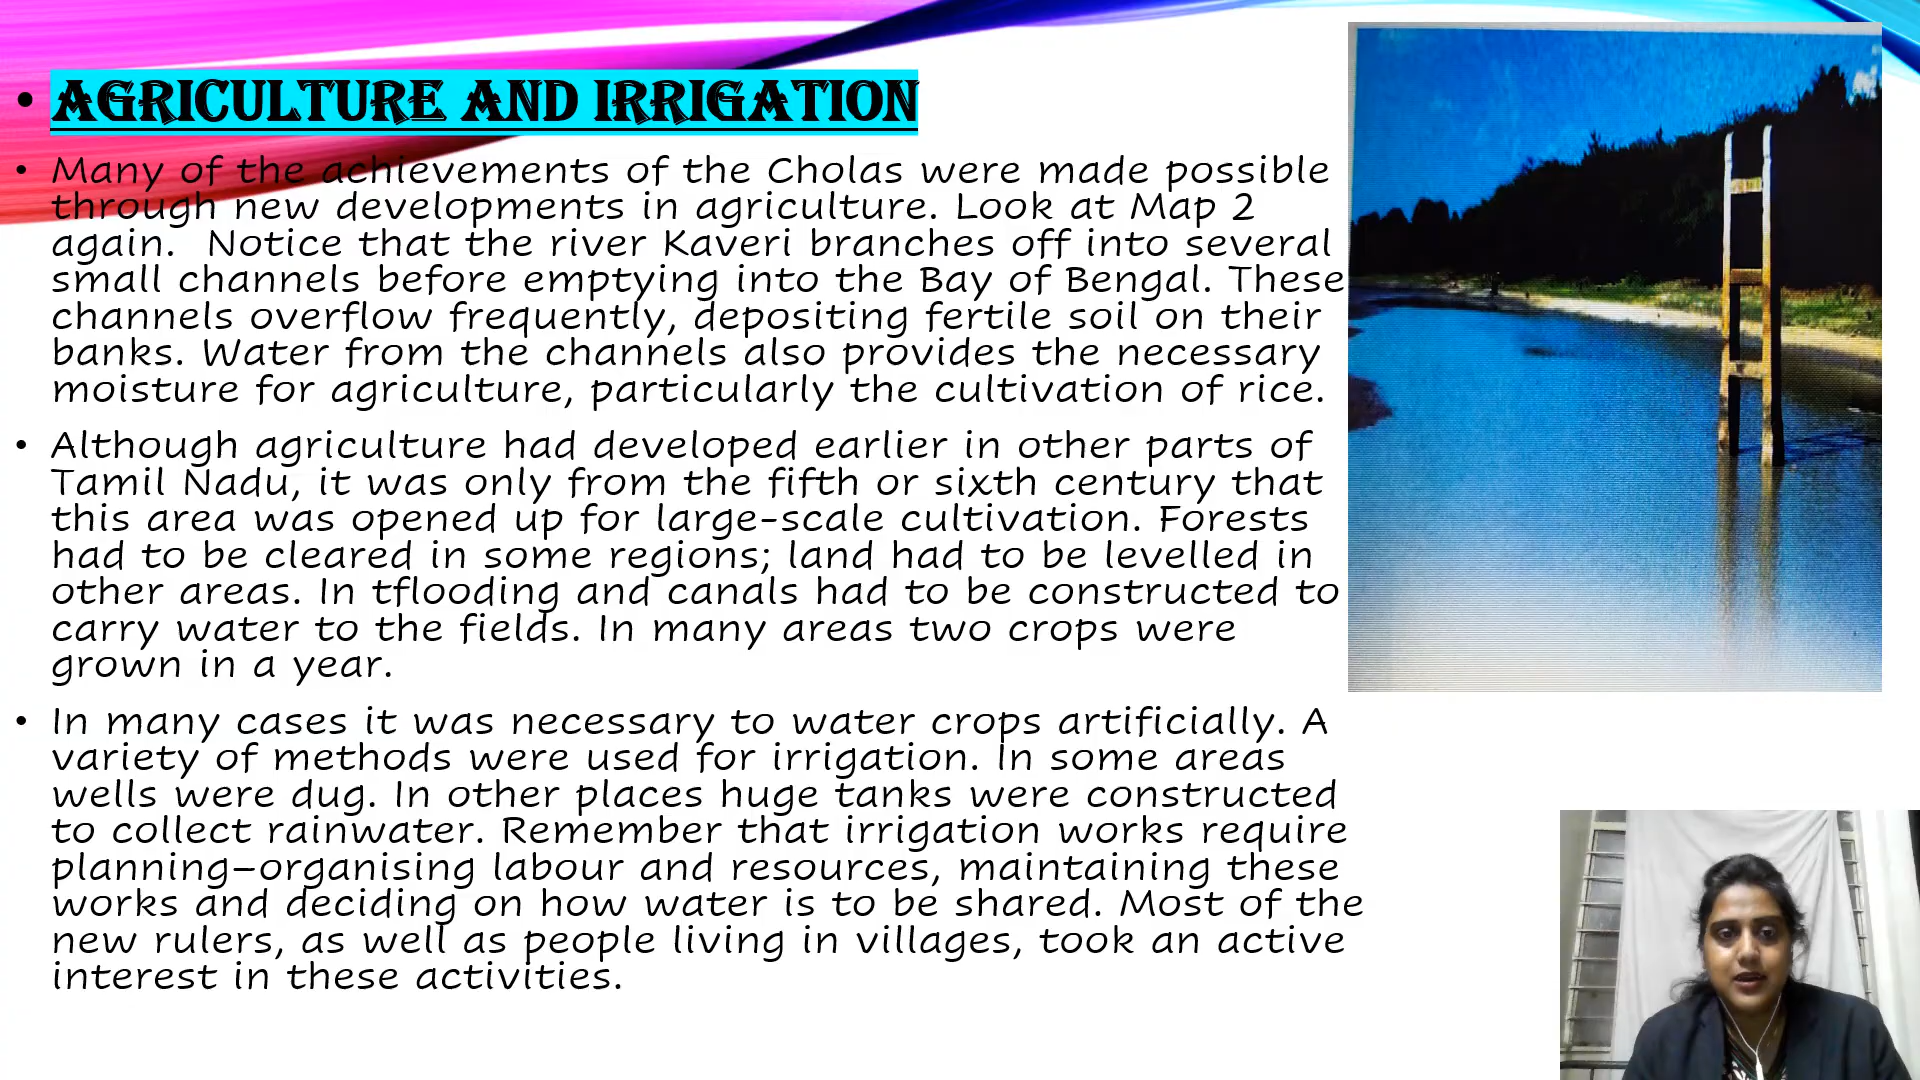 • AGRICULTURE AND IRRIGATION
• Many of the achievements of the Cholas were made possible
through new developments in agriculture. Look at Map 2
again.  Notice that the river Kaveri branches off into several
small channels before emptying into the Bay of Bengal. These
channels overflow frequently, depositing fertile soil on their
banks. Water from the channels also provides the necessary
moisture for agriculture, particularly the cultivation of rice.
• Although agriculture had developed earlier in other parts of
Tamil Nadu, it was only from the fifth or sixth century that
this area was opened up for large-scale cultivation. Forests
had to be cleared in some regions; land had to be levelled in
other areas. In tflooding and canals had to be constructed to
carry water to the fields. In many areas two crops were
grown in a year.
• In many cases it was necessary to water crops artificially. A
variety of methods were used for irrigation. In some areas
wells were dug. In other places huge tanks were constructed
to collect rainwater. Remember that irrigation works require
planning–organising labour and resources, maintaining these
works and deciding on how water is to be shared. Most of the
new rulers, as well as people living in villages, took an active
interest in these activities.